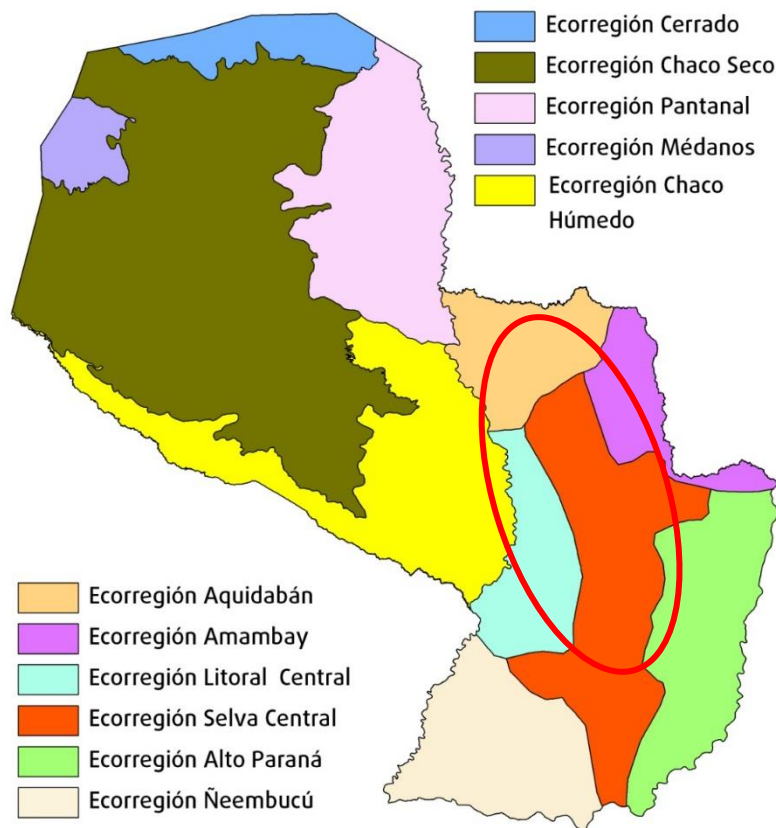 Ecorregión Cerrado
Ecorregión Chaco Seco
Ecorregión Pantanal
Ecorregión Médanos
Ecorregión Chaco
Húmedo
Ecorregión Aquidabán
Ecorregión Amambay
Ecorregión Litoral Central
Ecorregión Selva Central
Ecorregión Alto Paraná
Ecorregión Ñeembucú